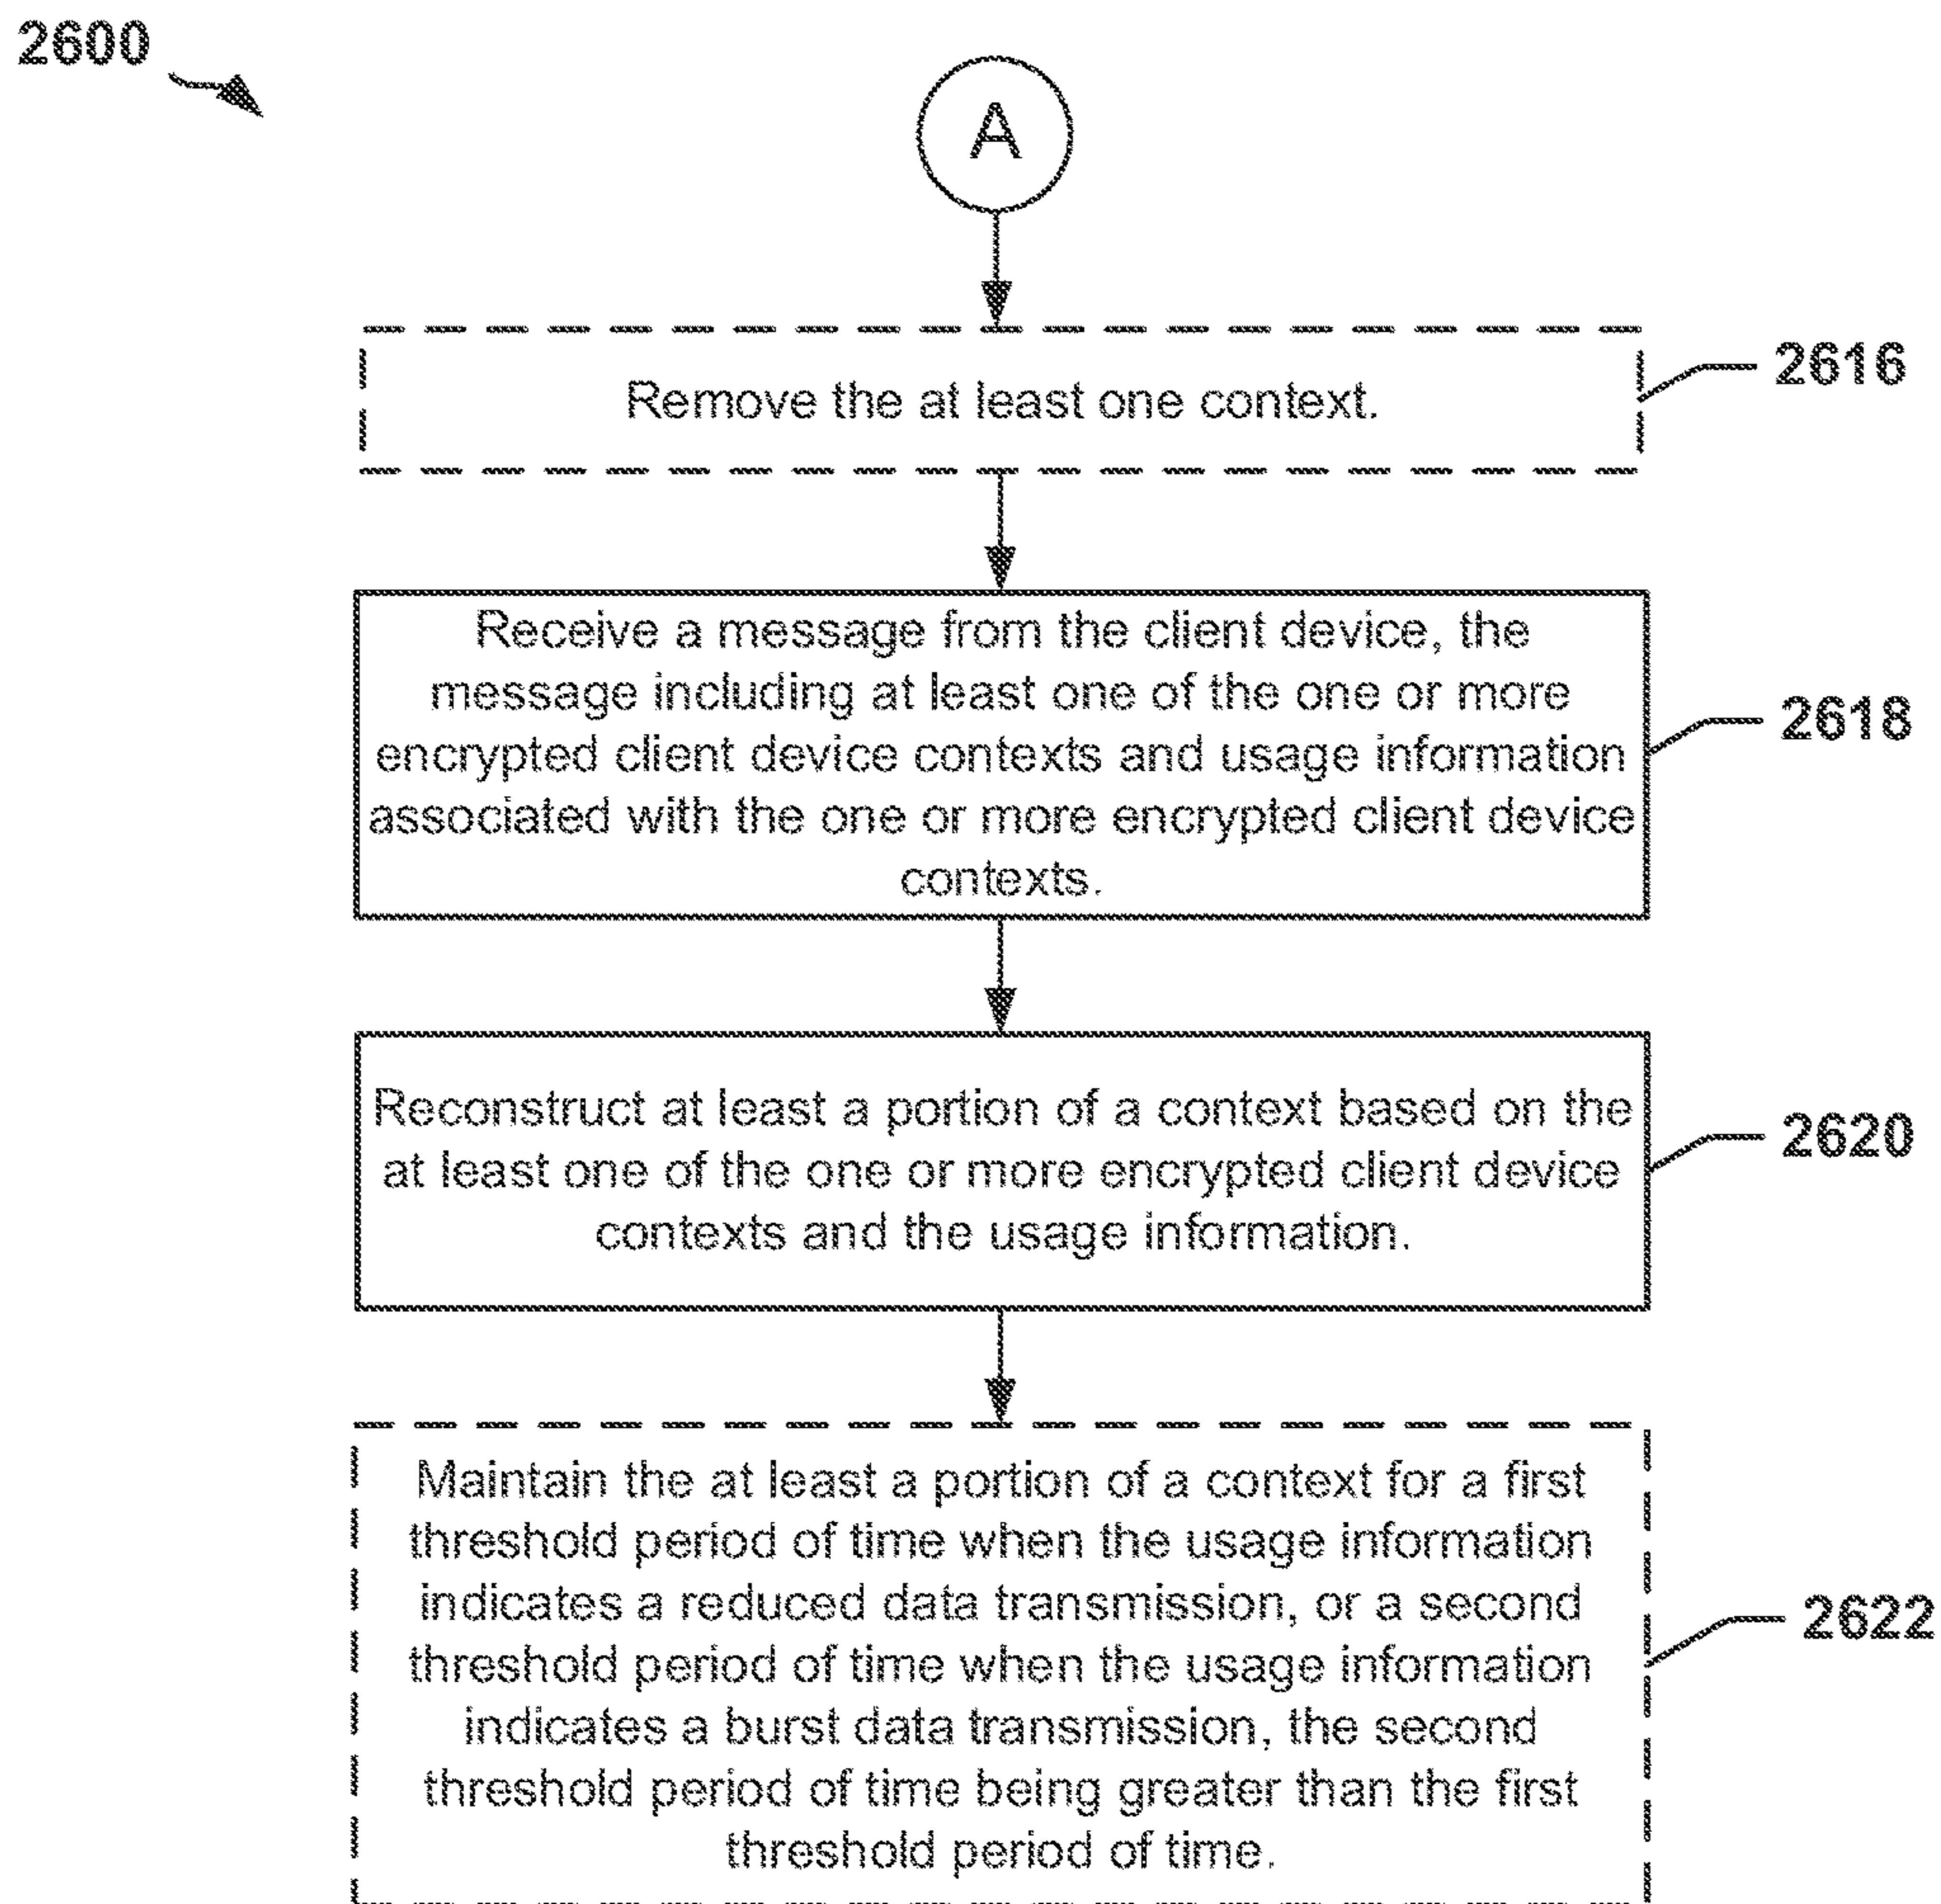 2600
A
Remove the at least one context.
2616
Receive a message from the client device, the
message including at least one of the one or more
encrypted client device contexts and usage information
associated with the one or more encrypted client device
contexts.
2618
Reconstruct at least a portion of a context based on the
at least one of the one or more encrypted client device
contexts and the usage information.
2620
Maintain the at least a portion of a context for a first
threshold period of time when the usage information
indicates a reduced data transmission, or a second
threshold period of time when the usage information
indicates a burst data transmission, the second
threshold period of time being greater than the first
threshold period of time.
2622